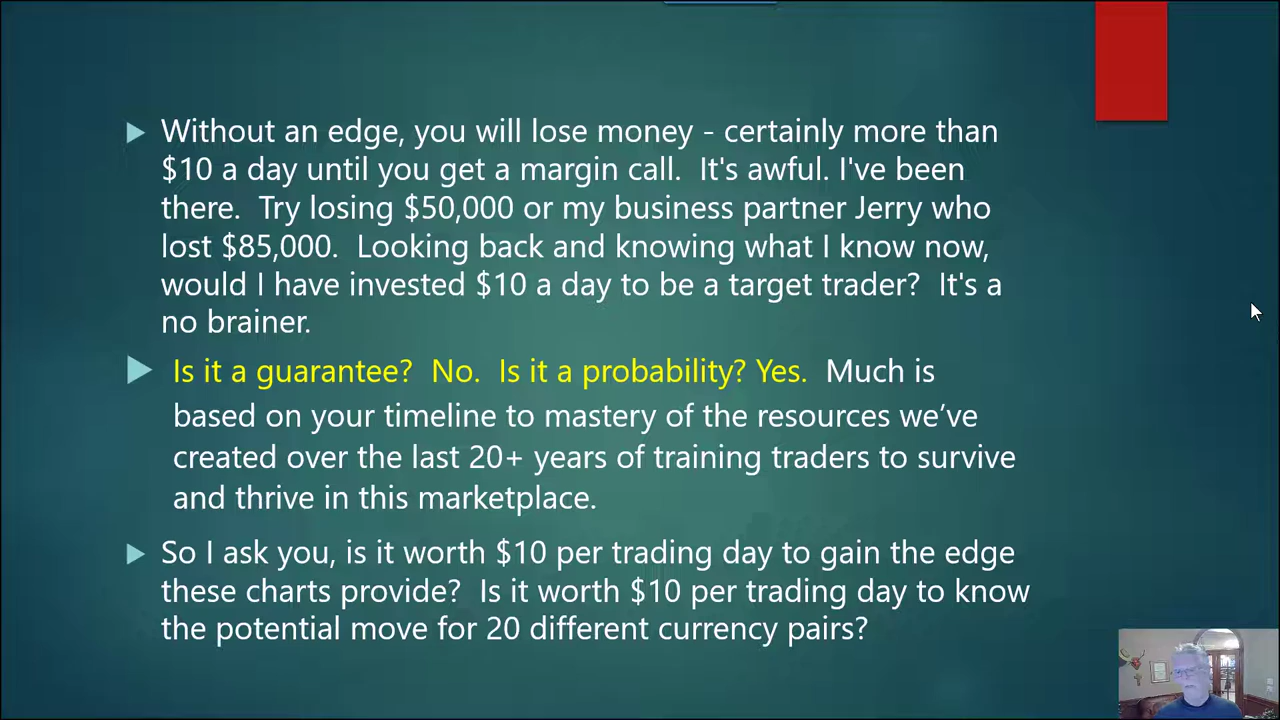 Without an edge, you will lose money - certainly more than
$10 a day until you get a margin call.  It's awful. I've been
there.  Try losing $50,000 or my business partner Jerry who
lost $85,000.  Looking back and knowing what I know now,
would I have invested $10 a day to be a target trader?  It's a
no brainer.
Is it a guarantee?  No.  Is it a probability? Yes.  Much is
based on your timeline to mastery of the resources we’ve
created over the last 20+ years of training traders to survive
and thrive in this marketplace.
So I ask you, is it worth $10 per trading day to gain the edge
these charts provide?  Is it worth $10 per trading day to know
the potential move for 20 different currency pairs?